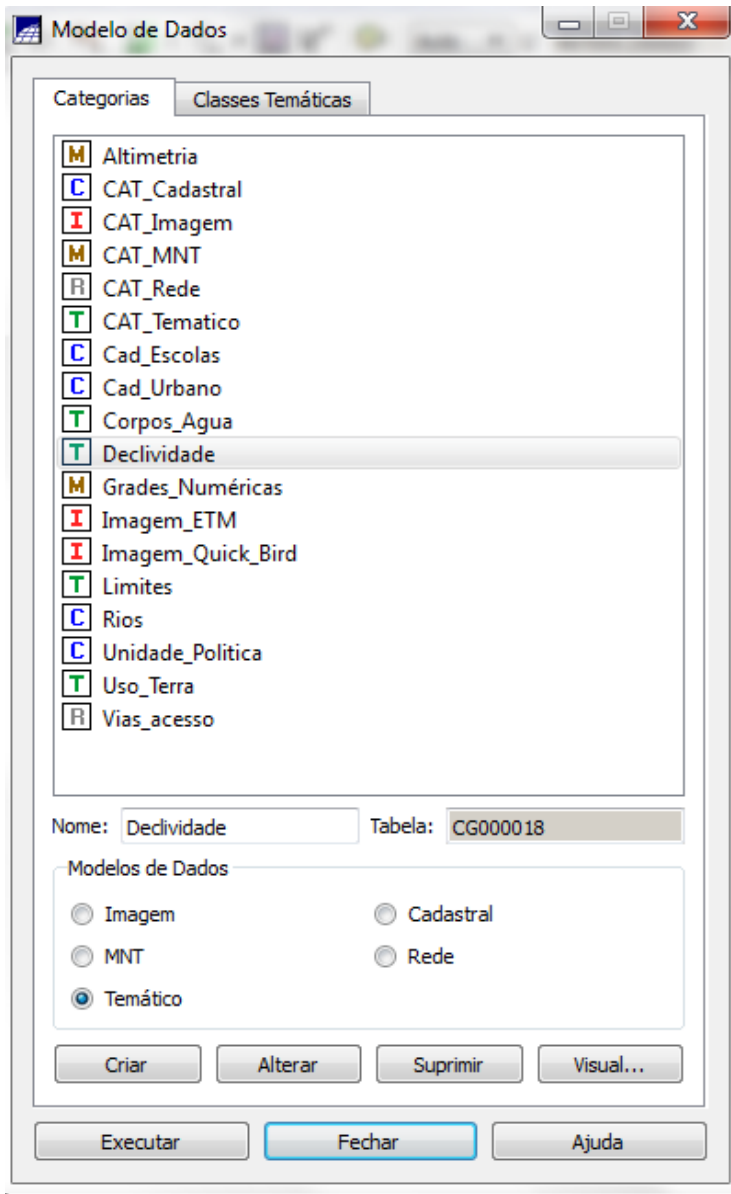 Modelo de Dados
Categorias Classes Temáticas
M Altimetria
C CAT_Cadastral
I CAT_Imagem
M CAT_MNT
R CAT_Rede
T CAT_Tematico
C Cad_Escolas
C Cad_Urbano
T Corpos_Agua
T Declividade
M Grades_Numéricas
I Imagem_ETM
I Imagem_Quick_Bird
T Limites
C Rios
C Unidade_Politica
T Uso_Terra
R Vias_acesso
Nome: Declividade Tabela: CG000018
Modelos de Dados
Imagem Cadastral
MNT Rede
Temático
Criar Alterar Suprimir Visual...
Executar Fechar Ajuda